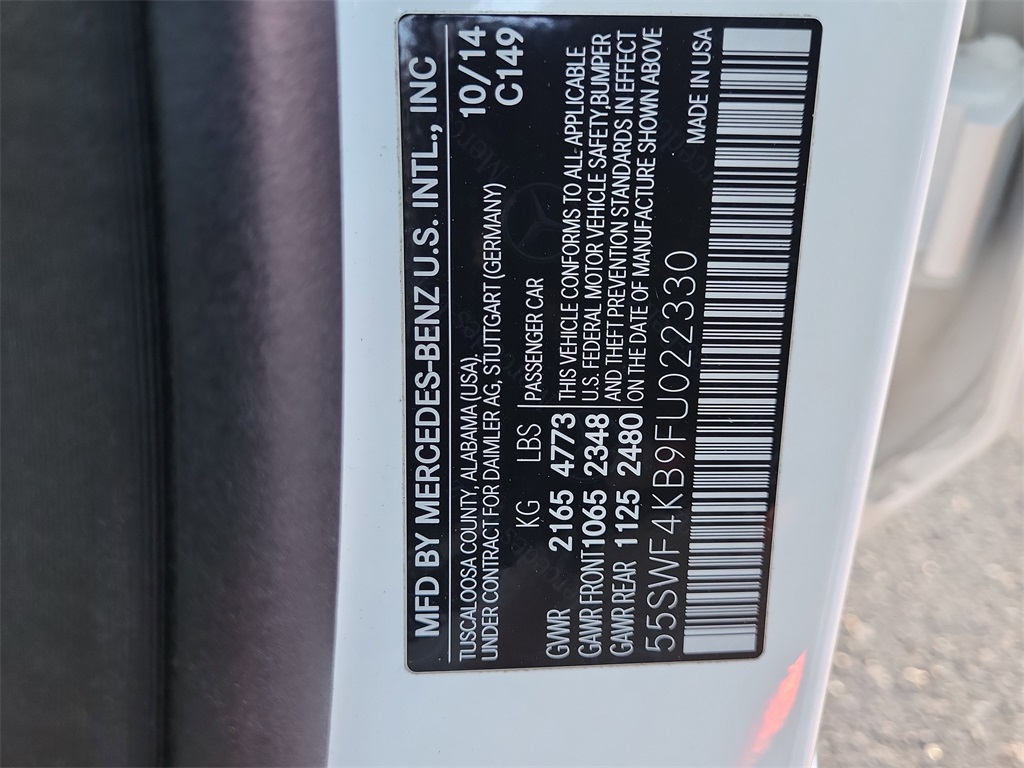 MFD BY MERCEDES-BENZ U.S. INTL., INC 10/14
TUSCALOOSA COUNTY, ALABAMA (USA). C149
UNDER CONTRACT FOR DAIMLER AG, STUTTGART (GERMANY)
KG LBS PASSENGER CAR
GVWR 2165 4773 THIS VEHICLE CONFORMS TO ALL APPLICABLE
GAWR FRONT 1065 2348 U.S. FEDERAL MOTOR VEHICLE SAFETY,BUMPER
GAWR REAR 1125 2480 AND THEFT PREVENTION STANDARDS IN EFFECT
ON THE DATE OF MANUFACTURE SHOWN ABOVE
55SWF4KB9FU022330 MADE IN USA